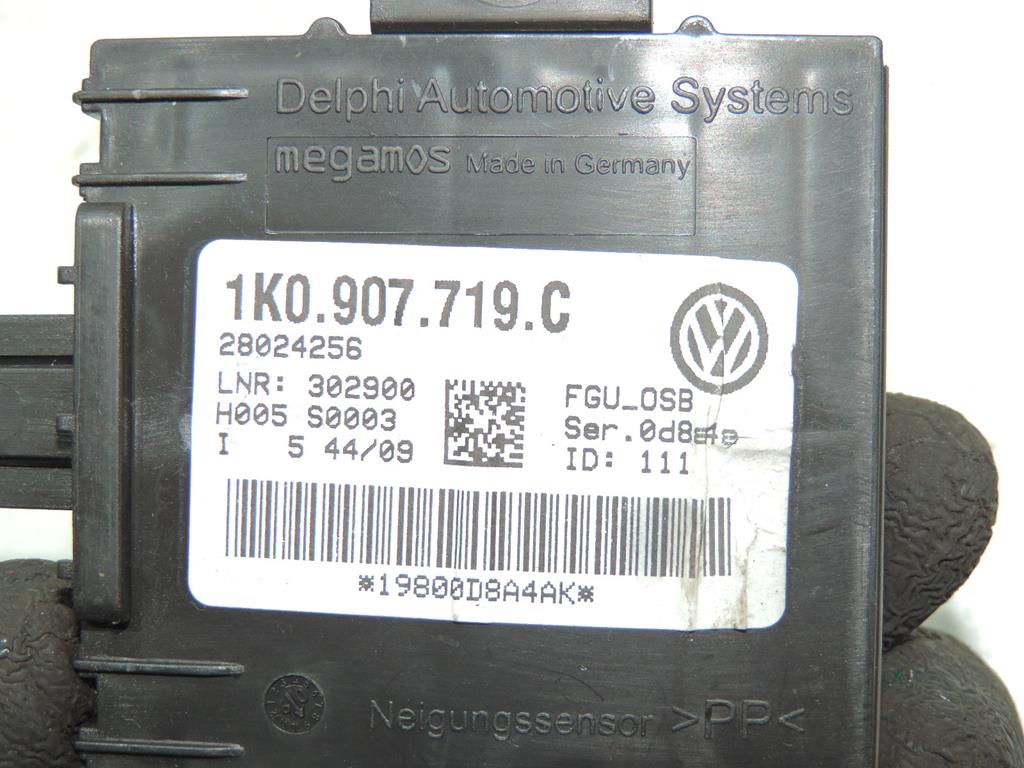 Delphi Automotive Systems
megamos Made in Germany
1K0.907.719.C
28024256
LNR: 302900
H005 S0003
I 5 44/09
FGU_OSB
ID: 111
*19800D8A4AK*
Neigungssensor >PP<